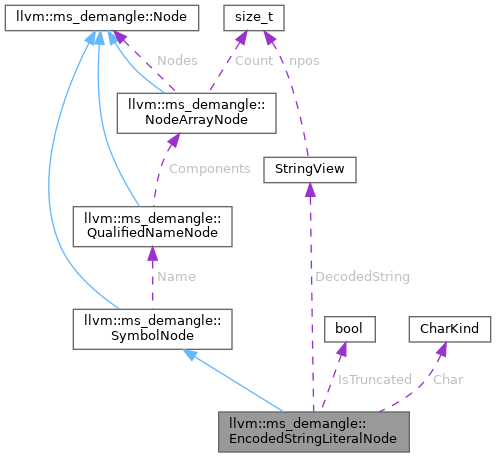 llvm::ms_demangle::Node
size_t
Nodes
Count
npos
llvm::ms_demangle::
NodeArrayNode
Components
StringView
llvm::ms_demangle::
QualifiedNameNode
Name
DecodedString
llvm::ms_demangle::
SymbolNode
bool
CharKind
IsTruncated
Char
llvm::ms_demangle::
EncodedStringLiteralNode